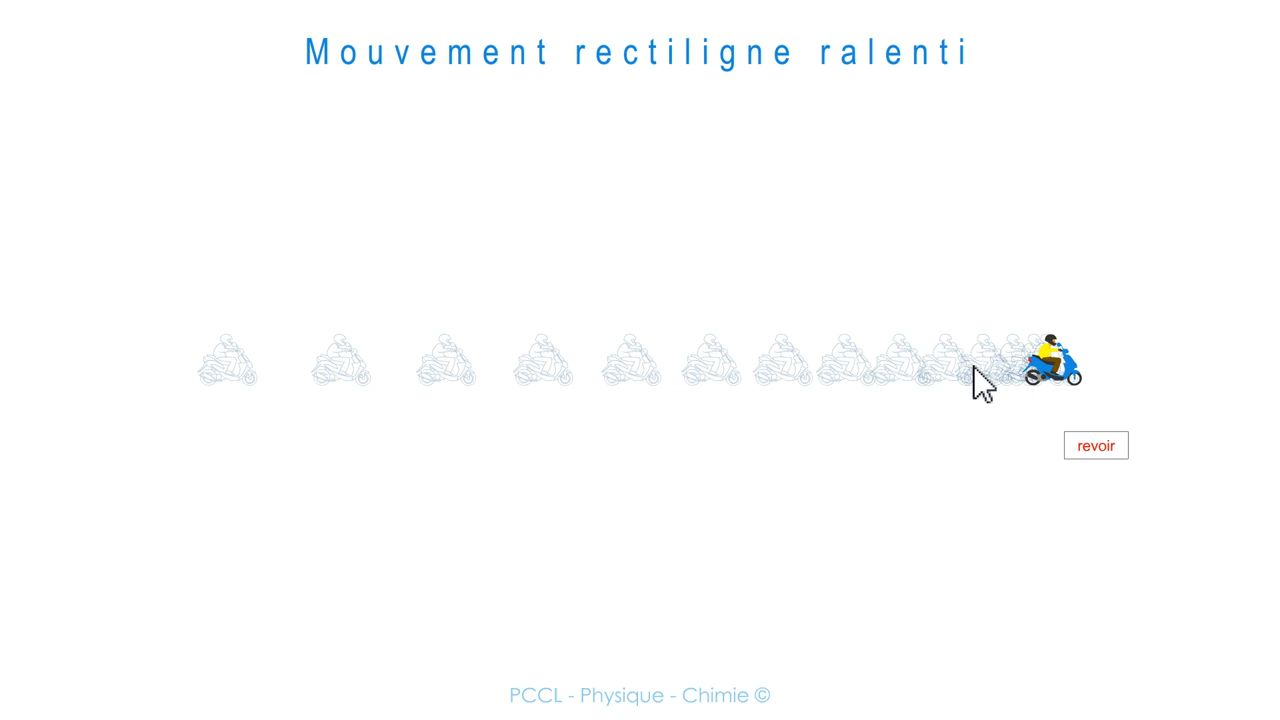 Mouvement rectiligne ralenti
revoir
PCCL - Physique - Chimie ©